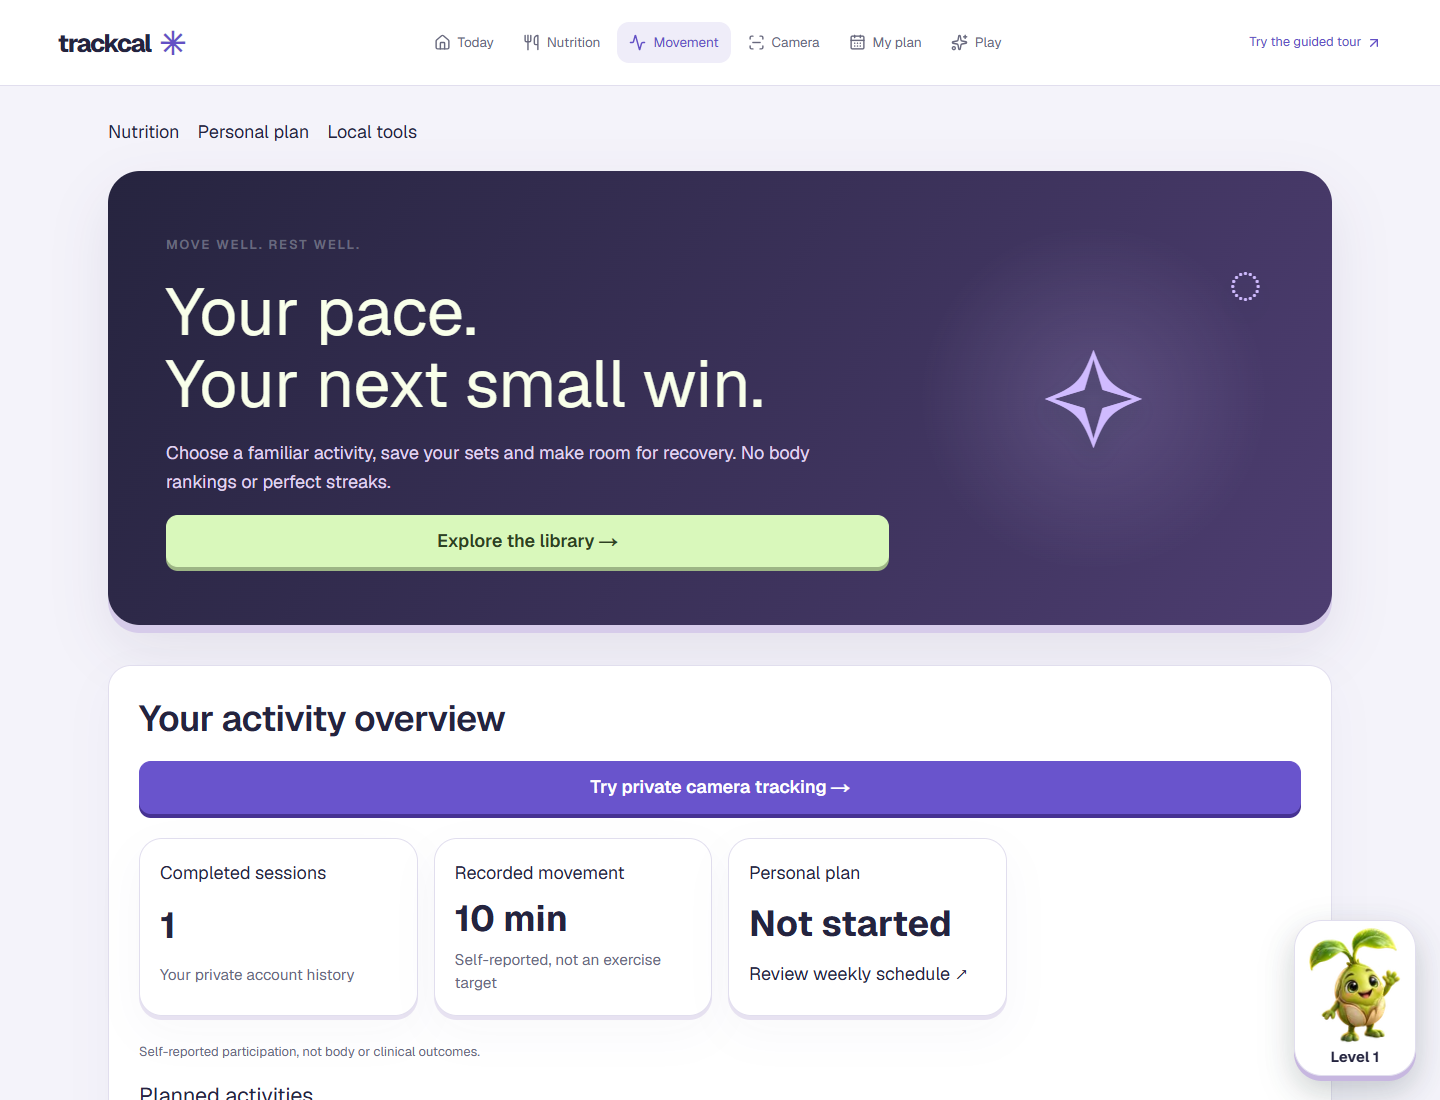 trackcal
Today
Nutrition
Movement
Camera
My plan
Play
Try the guided tour ↗
Nutrition Personal plan Local tools
MOVE WELL. REST WELL.
Your pace.
Your next small win.
Choose a familiar activity, save your sets and make room for recovery. No body
rankings or perfect streaks.
Explore the library →
Your activity overview
Try private camera tracking →
Completed sessions
1
Your private account history
Recorded movement
10 min
Self-reported, not an exercise
target
Personal plan
Not started
Review weekly schedule ↗
Level 1
Self-reported participation, not body or clinical outcomes.
Planned activities